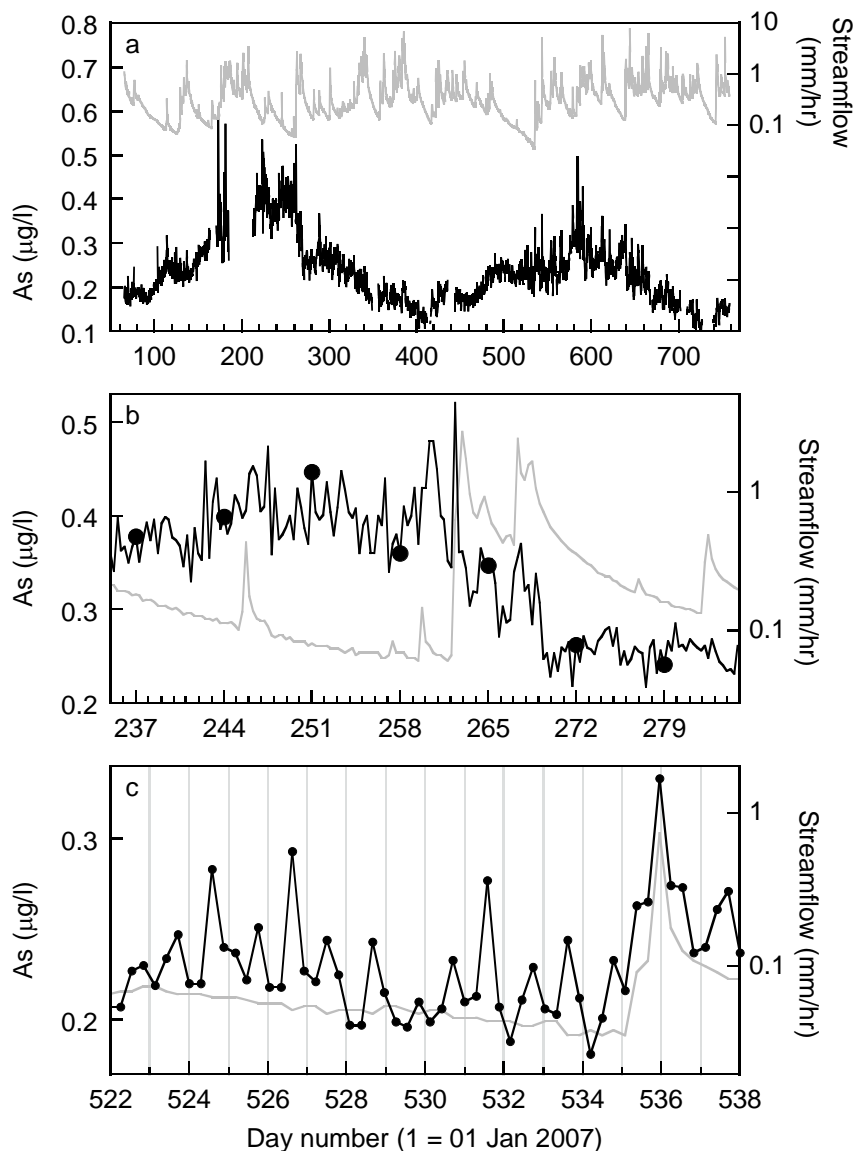 a
0.8
0.7
0.6
0.5
0.4
0.3
0.2
0.1
As (µg/l)
10
1
0.1
Streamflow
(mm/hr)
100 200 300 400 500 600 700
b
0.5
0.4
0.3
0.2
As (µg/l)
1
0.1
Streamflow (mm/hr)
237 244 251 258 265 272 279
c
0.3
0.2
As (µg/l)
1
0.1
Streamflow (mm/hr)
522 524 526 528 530 532 534 536 538
Day number (1 = 01 Jan 2007)